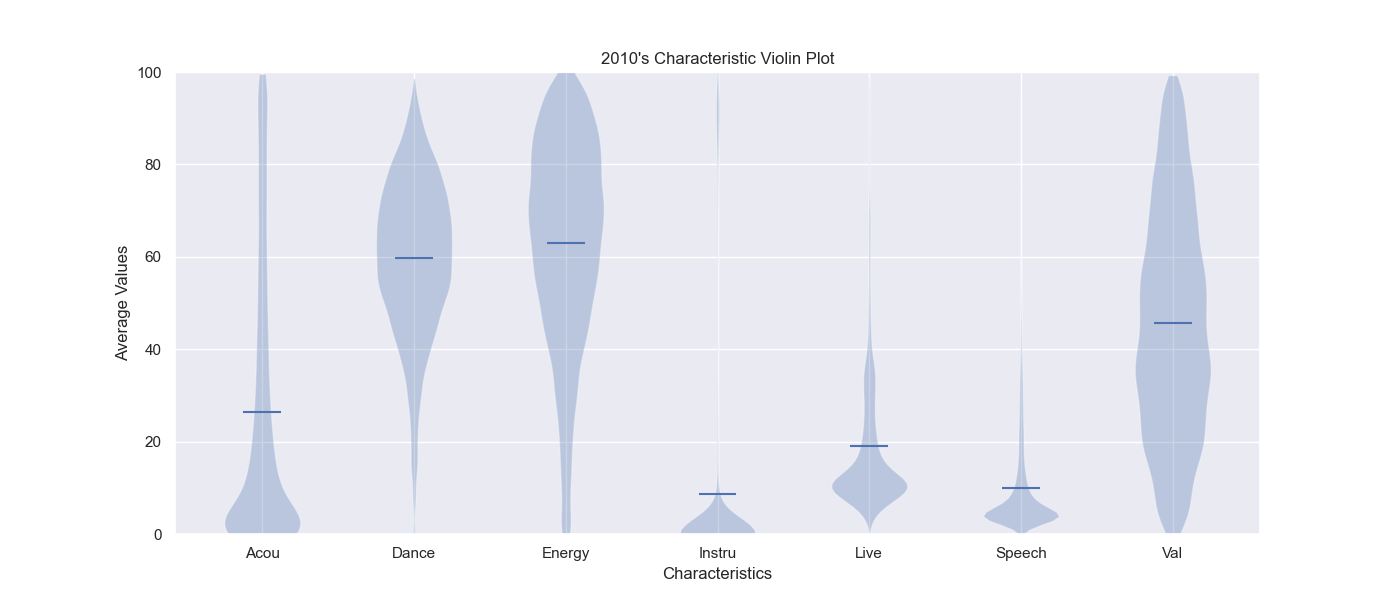 2010's Characteristic Violin Plot
100
80
60
40
20
0
Average Values
Acou Dance Energy Instru Live Speech Val
Characteristics